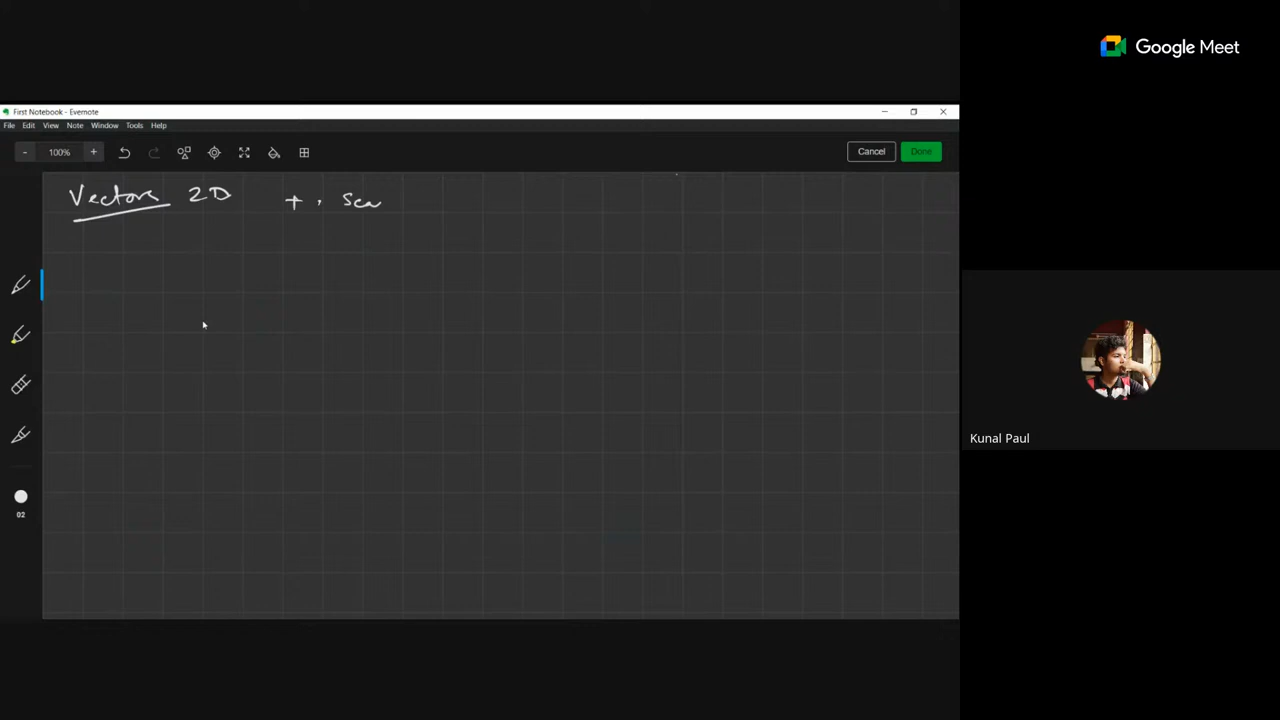 Google Meet
First Notebook - Evernote
File Edit View Note Window Tools Help
- 100% + Cancel Done
Vectors 2D + , Sca
02
Kunal Paul